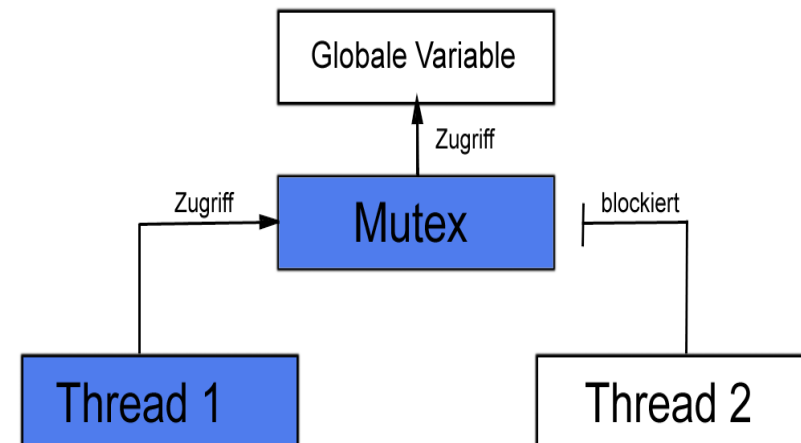 Globale Variable
Zugriff
Zugriff
blockiert
Mutex
Thread 1
Thread 2